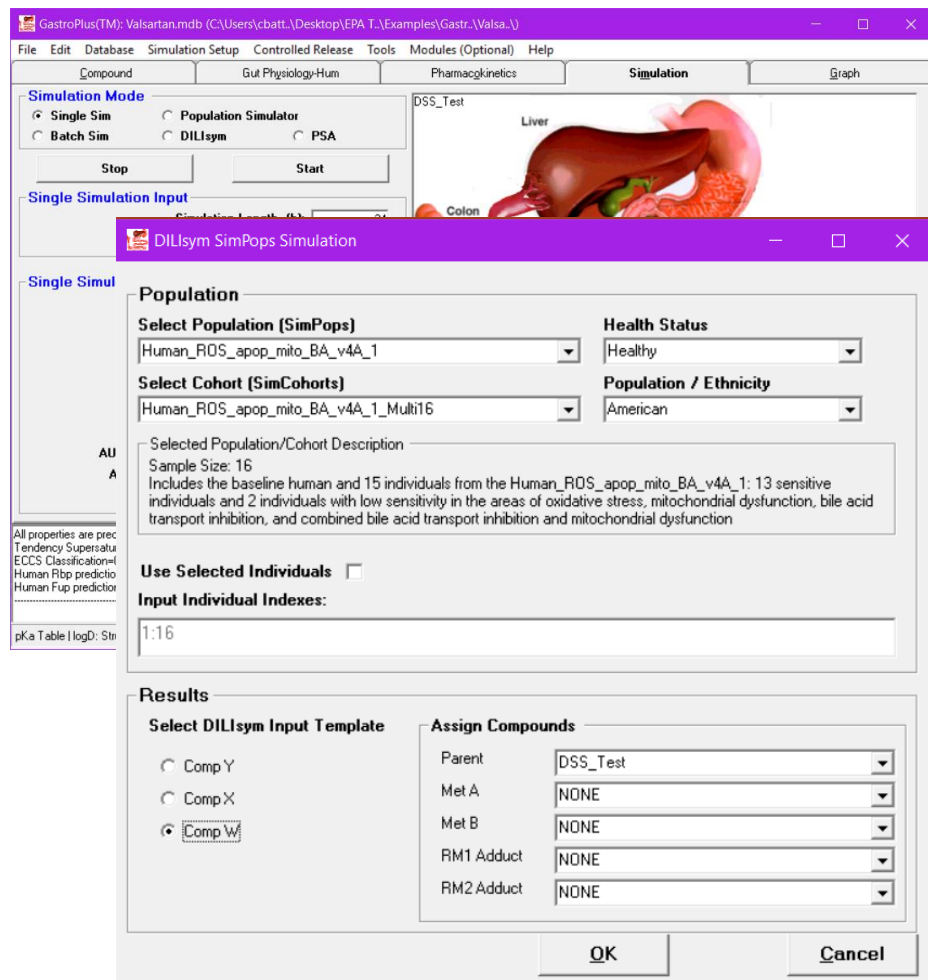 GastroPlus(TM): Valsartan.mdb (C:\Users\cbatt..\Desktop\EPA T..\Examples\Gastr..\Valsa..\)
File Edit Database Simulation Setup Controlled Release Tools Modules (Optional) Help
Compound Gut Physiology-Hum Pharmacokinetics Simulation Graph
Simulation Mode
Single Sim Population Simulator
Batch Sim DILIsym PSA
Stop Start
DSS_Test
Liver
Colon
Single Simulation Input
Single Simul
AU
A
All properties are prec
Tendency Supersatu
ECCS Classification=
Human Rbp predictio
Human Fup prediction
pKa Table | logD: Stru
DILIsym SimPops Simulation
Population
Select Population (SimPops) Health Status
Human_ROS_apop_mito_BA_v4A_1 Healthy
Select Cohort (SimCohorts) Population / Ethnicity
Human_ROS_apop_mito_BA_v4A_1_Multi16 American
Selected Population/Cohort Description
Sample Size: 16
Includes the baseline human and 15 individuals from the Human_ROS_apop_mito_BA_v4A_1: 13 sensitive
individuals and 2 individuals with low sensitivity in the areas of oxidative stress, mitochondrial dysfunction, bile acid
transport inhibition, and combined bile acid transport inhibition and mitochondrial dysfunction
Use Selected Individuals
Input Individual Indexes:
1:16
Results
Select DILIsym Input Template
Comp Y
Comp X
Comp W
Assign Compounds
Parent DSS_Test
Met A NONE
Met B NONE
RM1 Adduct NONE
RM2 Adduct NONE
OK Cancel